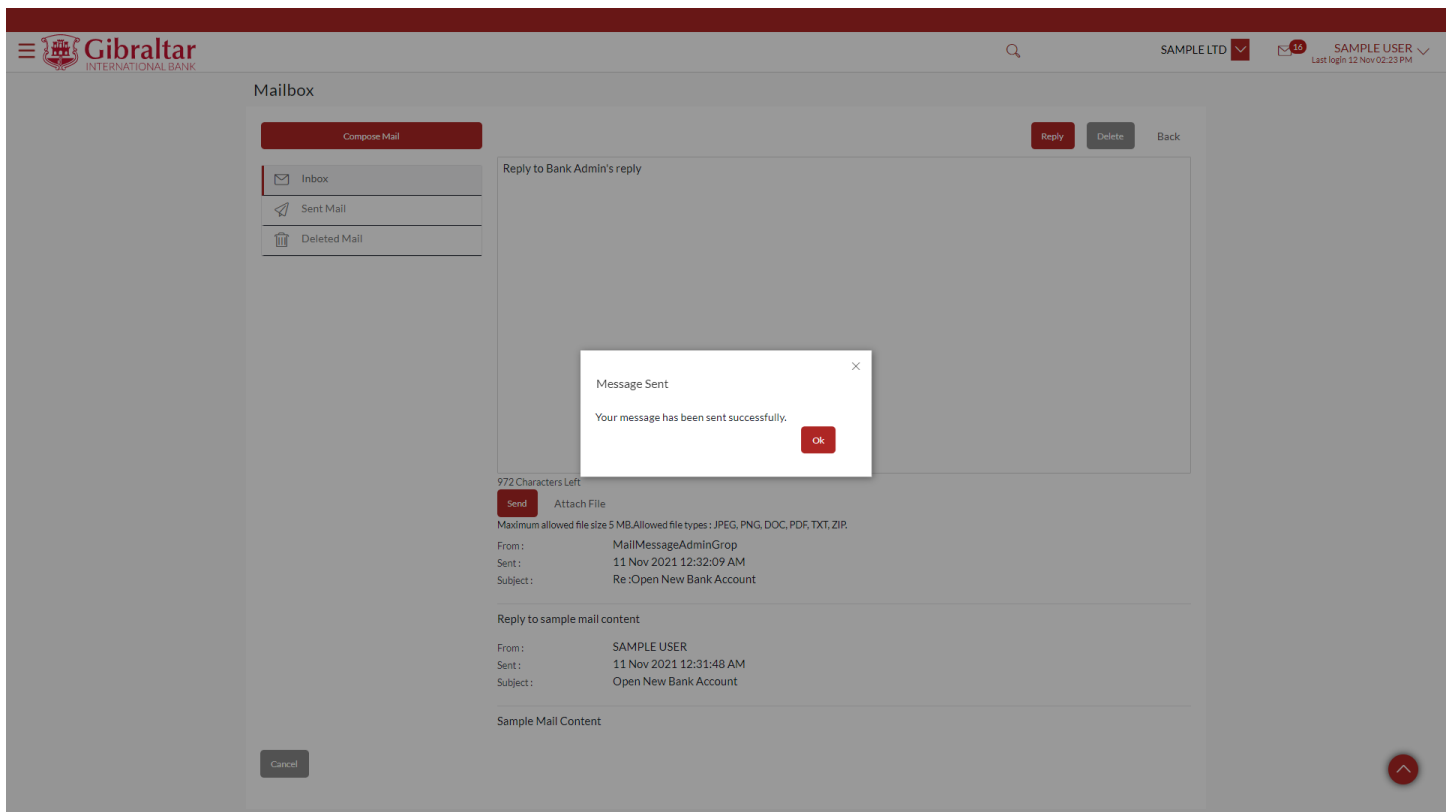 Gibraltar
INTERNATIONAL BANK
SAMPLE LTD
16
SAMPLE USER
Last login 12 Nov 02:23 PM
Mailbox
Compose Mail
Reply
Delete
Back
Inbox
Sent Mail
Deleted Mail
Reply to Bank Admin's reply
Message Sent
Your message has been sent successfully.
Ok
972 Characters Left
Send
Attach File
Maximum allowed file size 5 MB.Allowed file types : JPEG, PNG, DOC, PDF, TXT, ZIP.
From : MailMessageAdminGrop
Sent : 11 Nov 2021 12:32:09 AM
Subject : Re :Open New Bank Account
Reply to sample mail content
From : SAMPLE USER
Sent : 11 Nov 2021 12:31:48 AM
Subject : Open New Bank Account
Sample Mail Content
Cancel